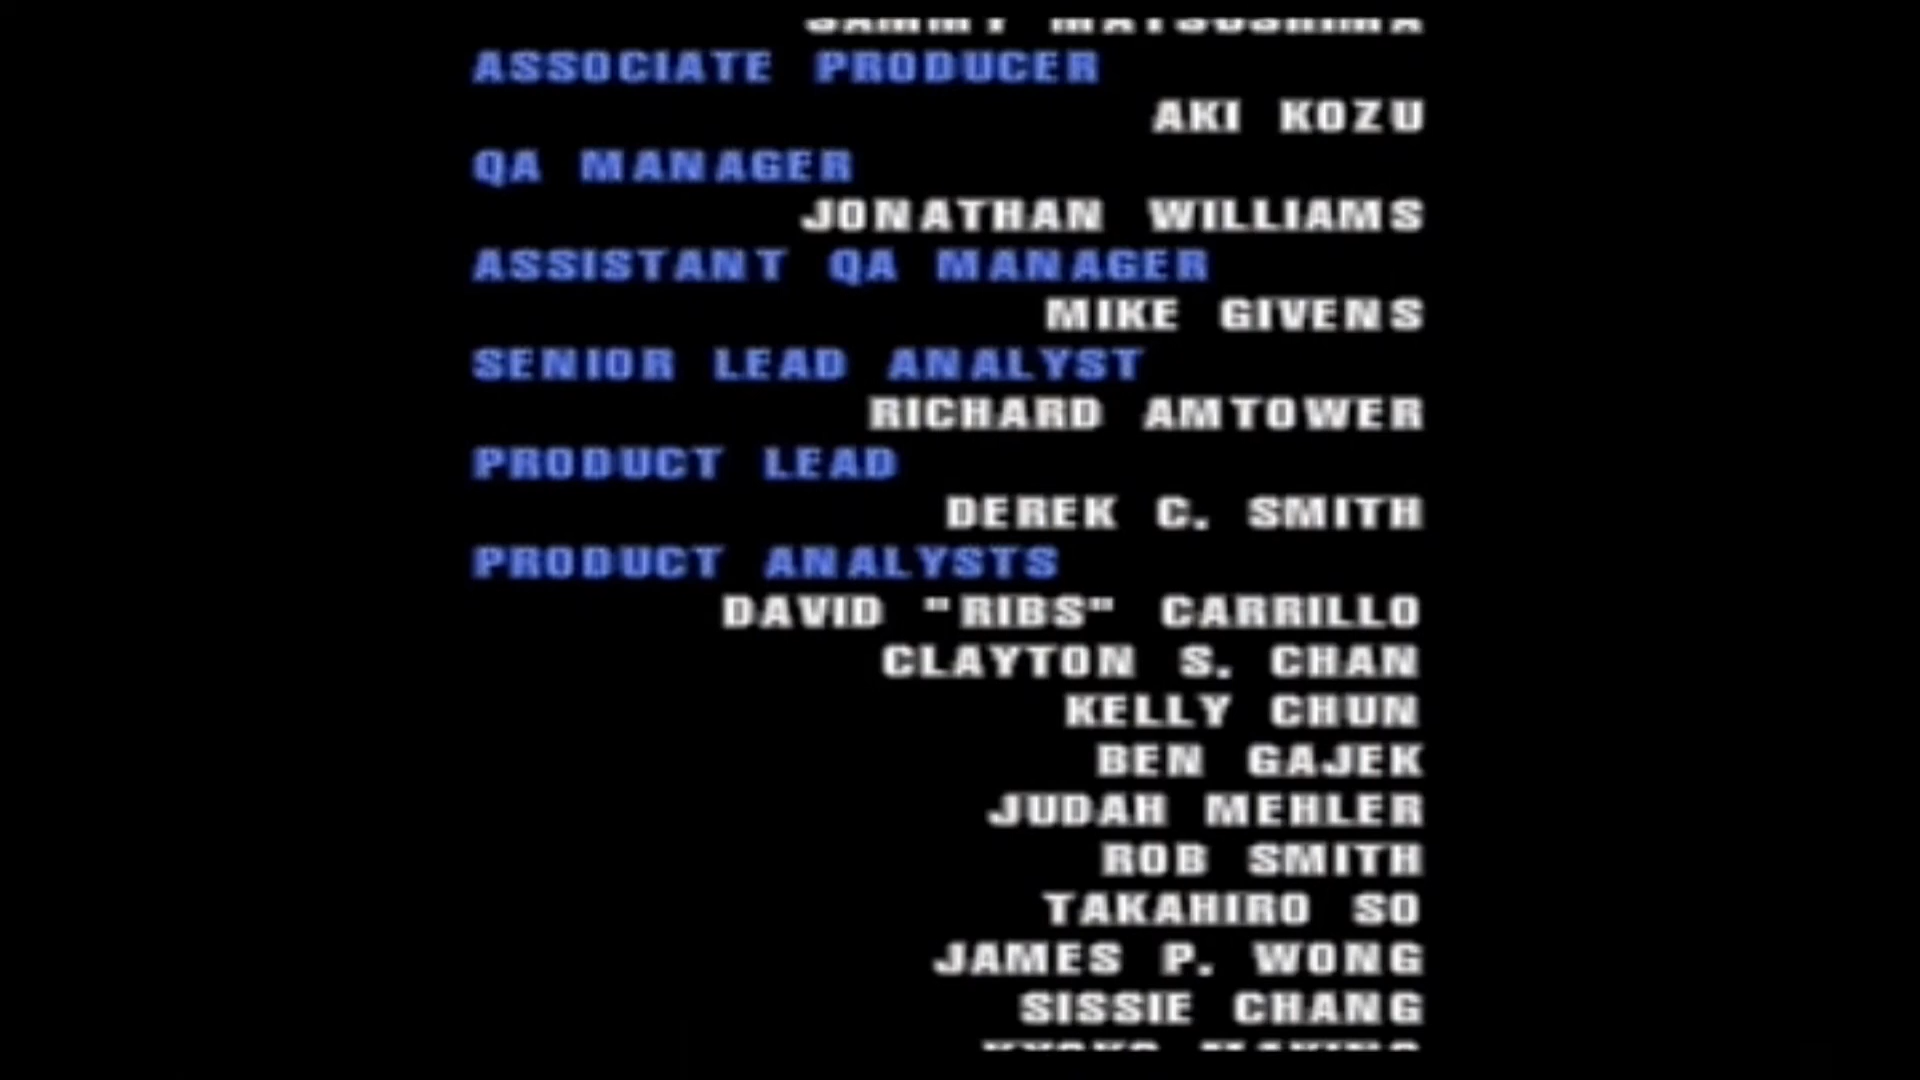 SAMMY MATSUSHIMA
ASSOCIATE PRODUCER
AKI KOZU
QA MANAGER
JONATHAN WILLIAMS
ASSISTANT QA MANAGER
MIKE GIVENS
SENIOR LEAD ANALYST
RICHARD AMTOWER
PRODUCT LEAD
DEREK C. SMITH
PRODUCT ANALYSTS
DAVID "RIBS" CARRILLO
CLAYTON S. CHAN
KELLY CHUN
BEN GAJEK
JUDAH MEHLER
ROB SMITH
TAKAHIRO SO
JAMES P. WONG
SISSIE CHANG